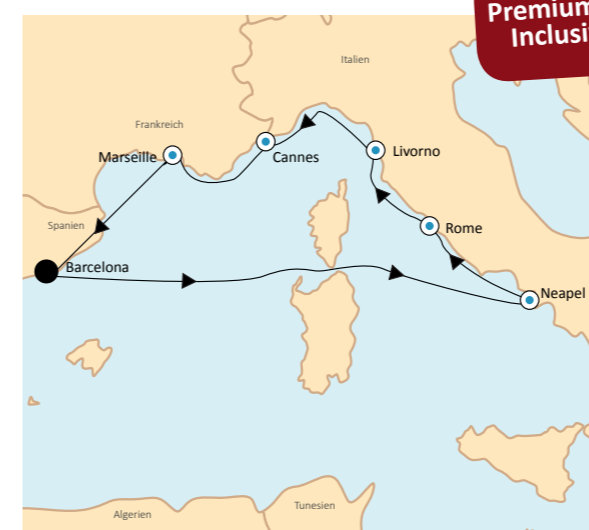 Premium
Inclusi
Italien
Frankreich
Marseille
Cannes
Livorno
Spanien
Rome
Barcelona
Neapel
Tunesien
Algerien